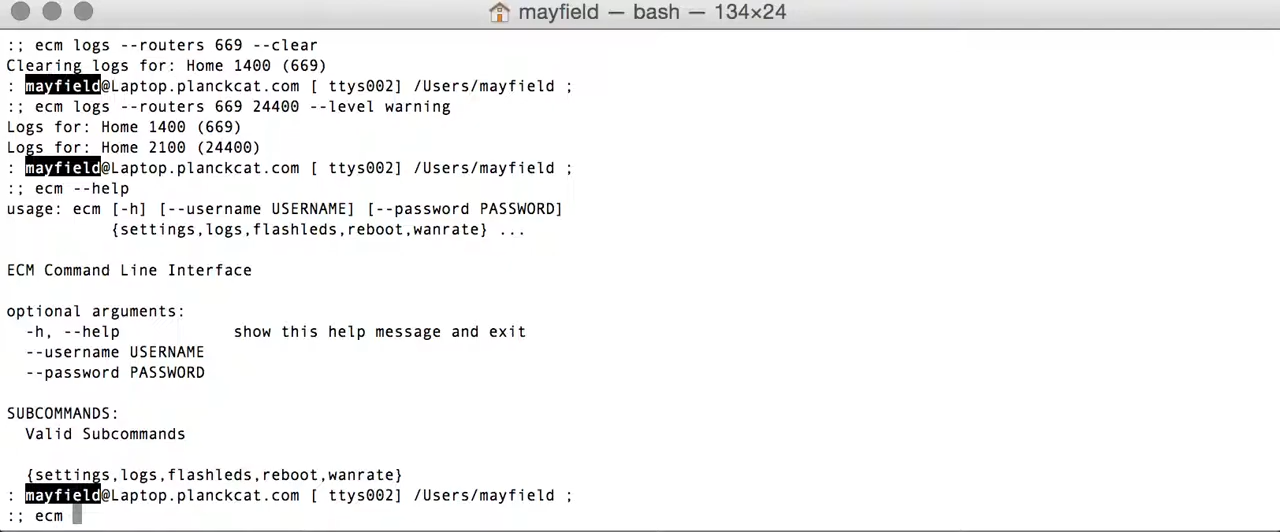 mayfield — bash — 134×24
:; ecm logs --routers 669 --clear
Clearing logs for: Home 1400 (669)
: mayfield@Laptop.planckcat.com [ ttys002] /Users/mayfield ;
:; ecm logs --routers 669 24400 --level warning
Logs for: Home 1400 (669)
Logs for: Home 2100 (24400)
: mayfield@Laptop.planckcat.com [ ttys002] /Users/mayfield ;
:; ecm --help
usage: ecm [-h] [--username USERNAME] [--password PASSWORD]
           {settings,logs,flashleds,reboot,wanrate} ...
ECM Command Line Interface
optional arguments:
  -h, --help            show this help message and exit
  --username USERNAME
  --password PASSWORD
SUBCOMMANDS:
  Valid Subcommands
  {settings,logs,flashleds,reboot,wanrate}
: mayfield@Laptop.planckcat.com [ ttys002] /Users/mayfield ;
:; ecm